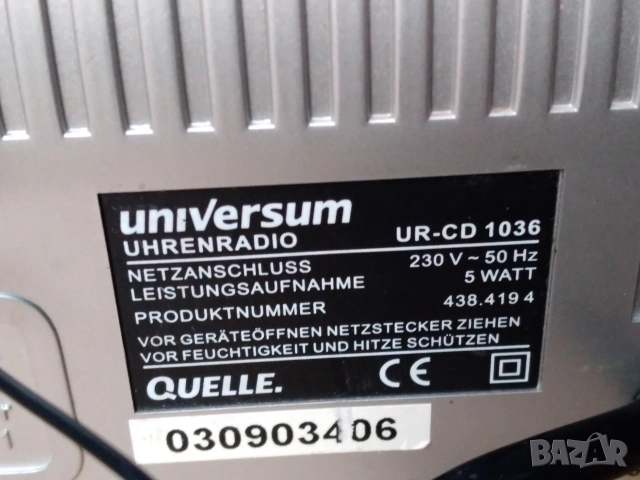 universum
UHRENRADIO UR-CD 1036
NETZANSCHLUSS 230 V ~ 50 Hz
LEISTUNGSAUFNAHME 5 WATT
PRODUKTNUMMER 438.419 4
VOR GERÄTEÖFFNEN NETZSTECKER ZIEHEN
VOR FEUCHTIGKEIT UND HITZE SCHÜTZEN
QUELLE. CE
030903406
BAZAR